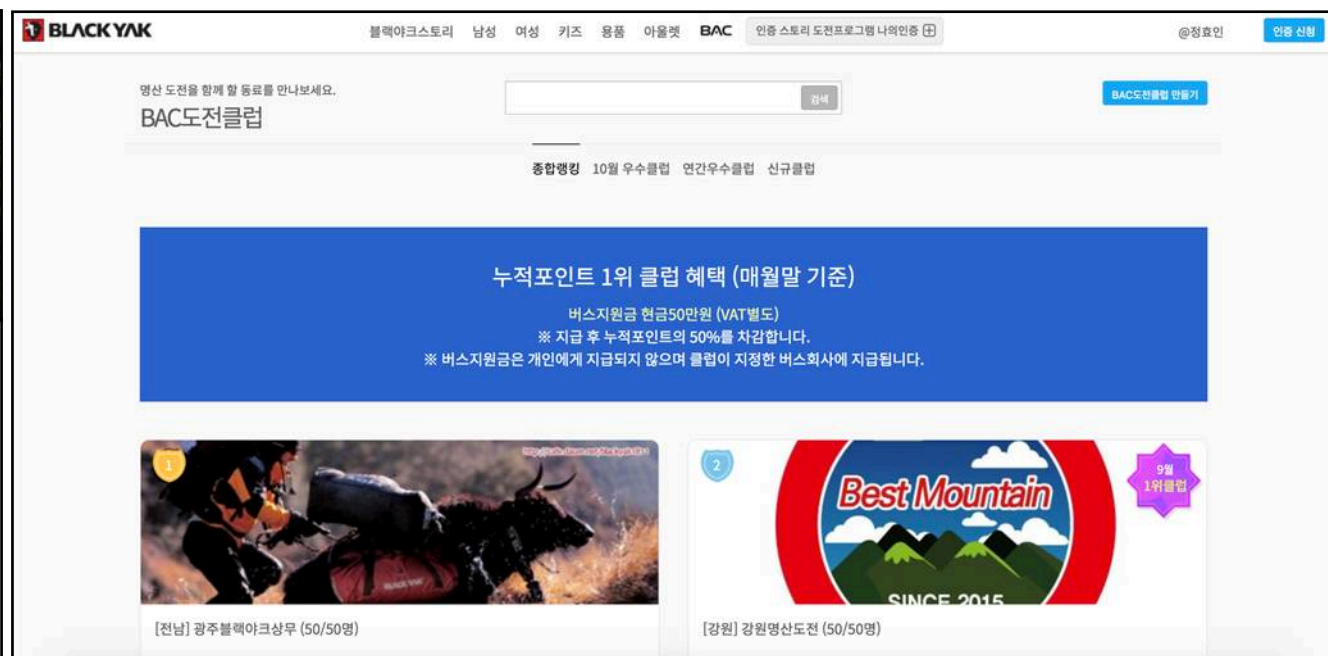 BLACK YAK
블랙야크스토리 남성 여성 키즈 용품 아울렛 BAC 인증 스토리 도전프로그램 나의인증
@정효인
인증 신청
명산 도전을 함께 할 동료를 만나보세요.
BAC도전클럽
검색
BAC도전클럽 만들기
종합랭킹 10월 우수클럽 연간우수클럽 신규클럽
누적포인트 1위 클럽 혜택 (매월말 기준)
버스지원금 현금50만원 (VAT별도)
※ 지급 후 누적포인트의 50%를 차감합니다.
※ 버스지원금은 개인에게 지급되지 않으며 클럽이 지정한 버스회사에 지급됩니다.
1
BLACK YAK
[전남] 광주블랙야크상무 (50/50명)
2
9월
1위클럽
Best Mountain
SINCE 2015
[강원] 강원명산도전 (50/50명)